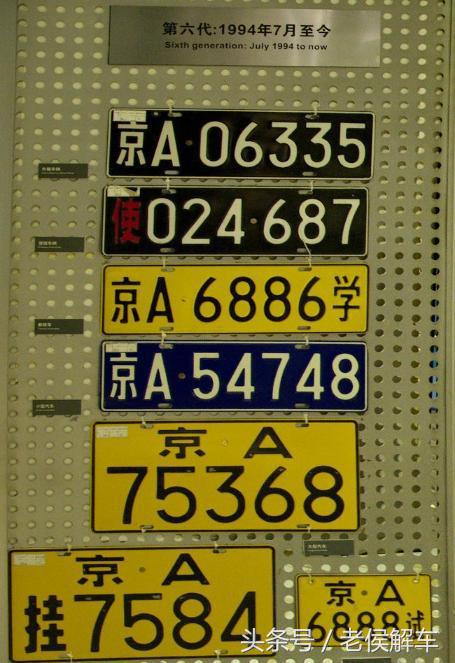 第六代:1994年7月至今
Sixth generation: July 1994 to now
京A·06335
使024·687
京A·6886学
京A·54748
京·A
75368
京·A
挂7584
京·A
6888试
头条号 / 老侯解车